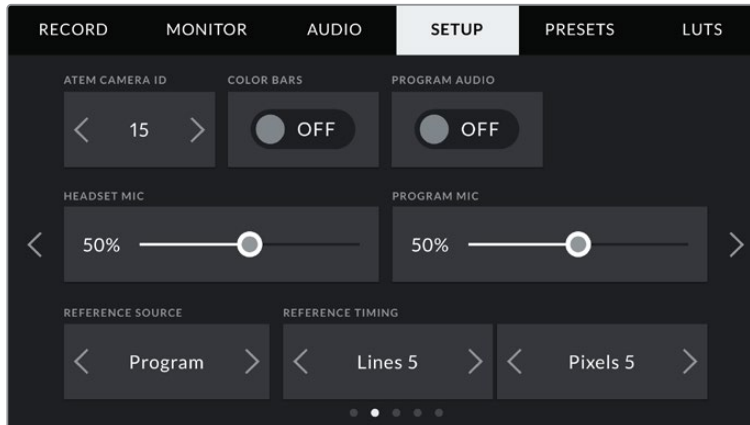 RECORD MONITOR AUDIO SETUP PRESETS LUTS
ATEM CAMERA ID COLOR BARS PROGRAM AUDIO
15 OFF OFF
HEADSET MIC PROGRAM MIC
50% 50%
REFERENCE SOURCE REFERENCE TIMING
Program Lines 5 Pixels 5